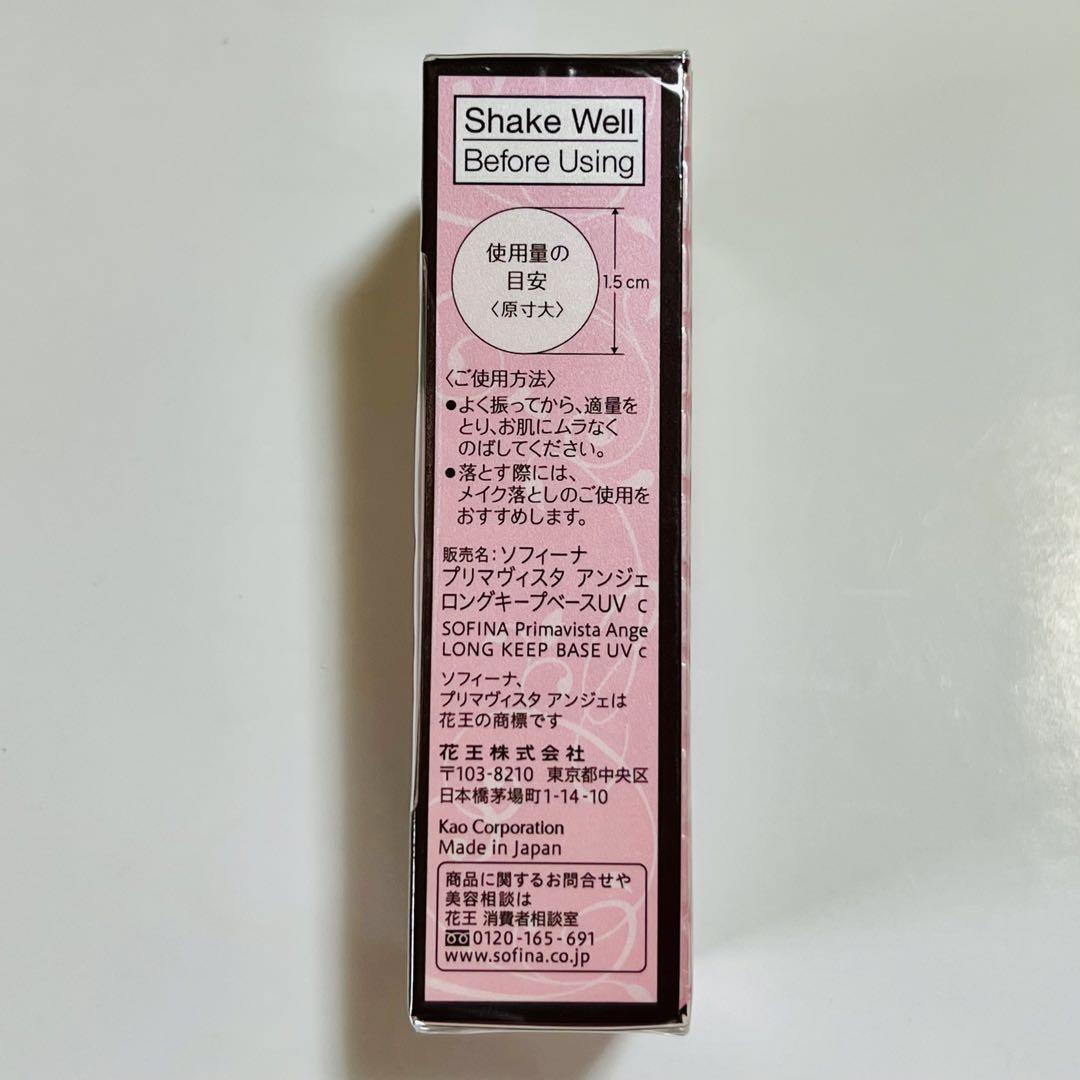 Shake Well
Before Using
使用量の
目安
〈原寸大〉
1.5cm
〈ご使用方法〉
●よく振ってから、適量を
とり、お肌にムラなく
のばしてください。
●落とす際には、
メイク落としのご使用を
おすすめします。
販売名：ソフィーナ
プリマヴィスタ アンジェ
ロングキープベースUV c
SOFINA Primavista Ange
LONG KEEP BASE UV c
ソフィーナ、
プリマヴィスタ アンジェは
花王の商標です
花王株式会社
〒103-8210 東京都中央区
日本橋茅場町1-14-10
Kao Corporation
Made in Japan
商品に関するお問合せや
美容相談は
花王 消費者相談室
0120-165-691
www.sofina.co.jp